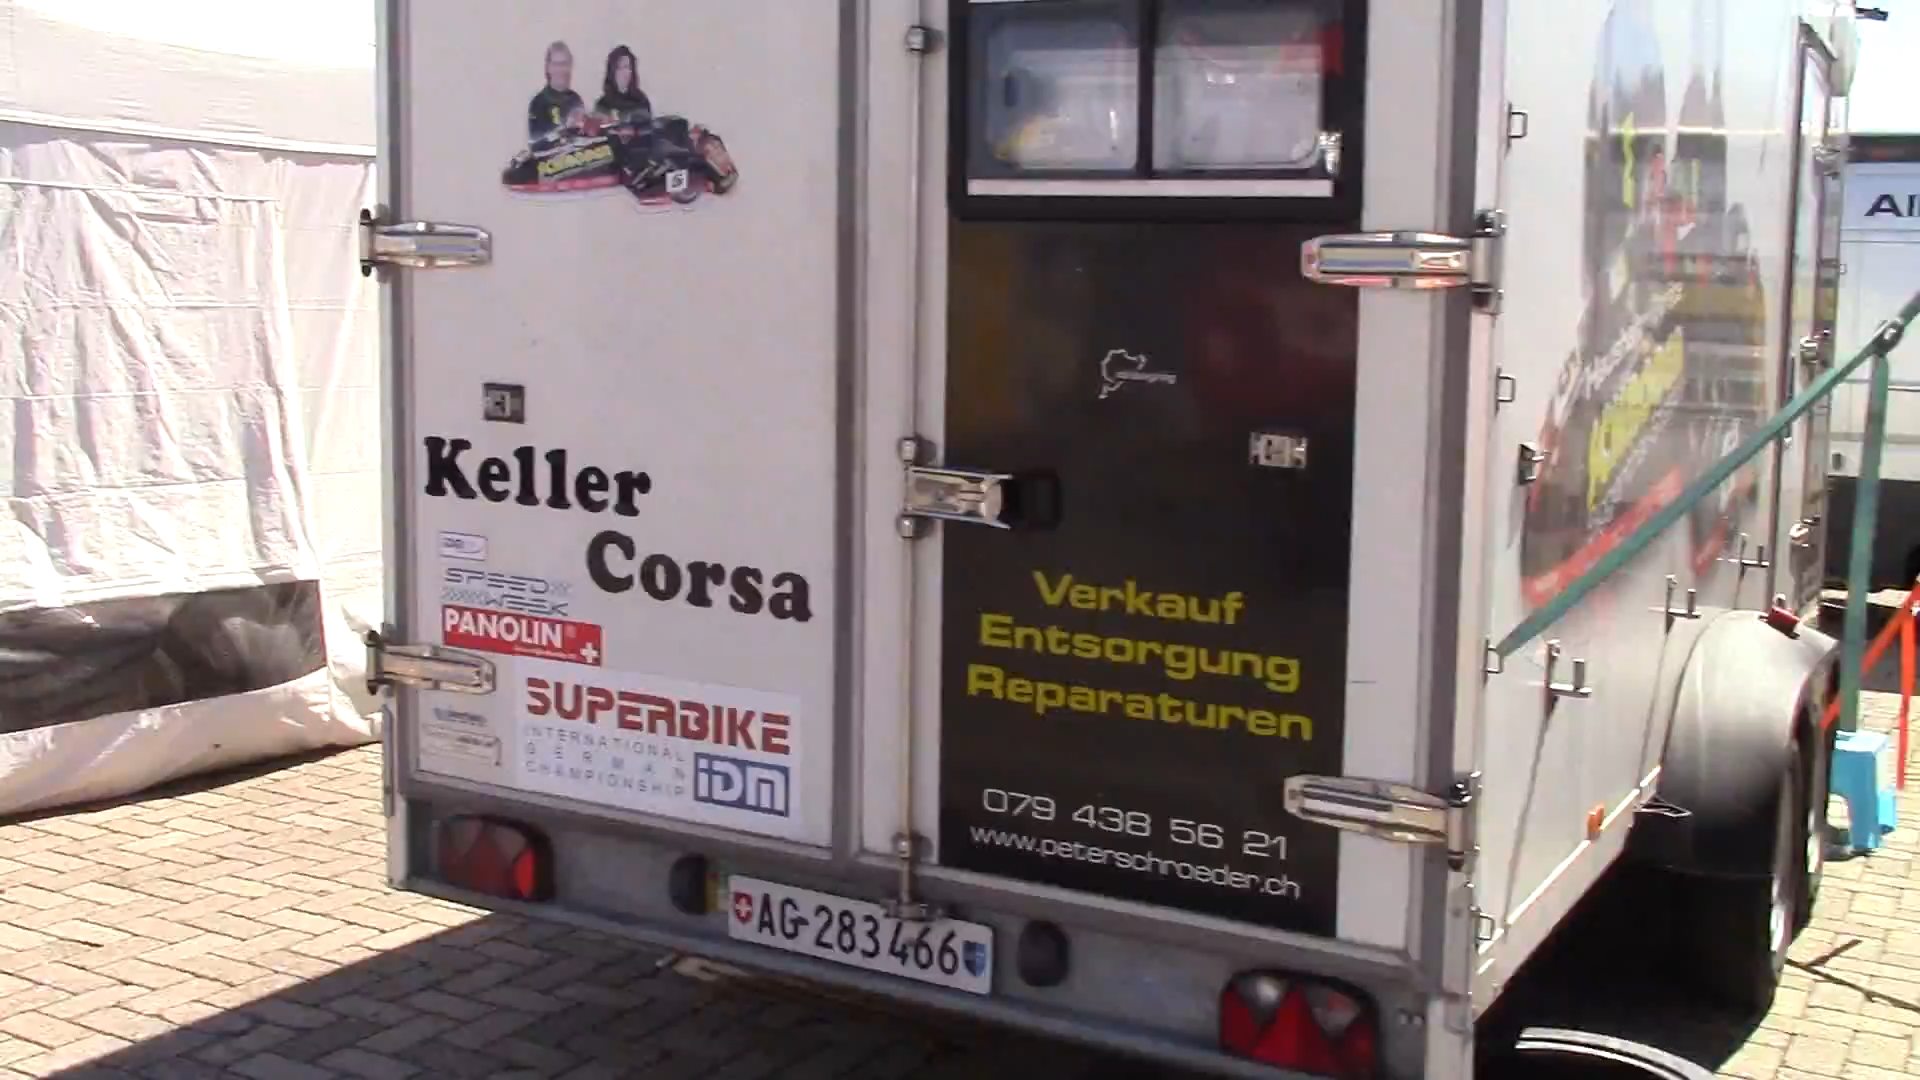 Keller
Corsa
SPEED
WEEK
PANOLIN®
SUPERBIKE
INTERNATIONAL
GERMAN
CHAMPIONSHIP
iDM
Verkauf
Entsorgung
Reparaturen
079 438 56 21
www.peterschroeder.ch
AG·283466